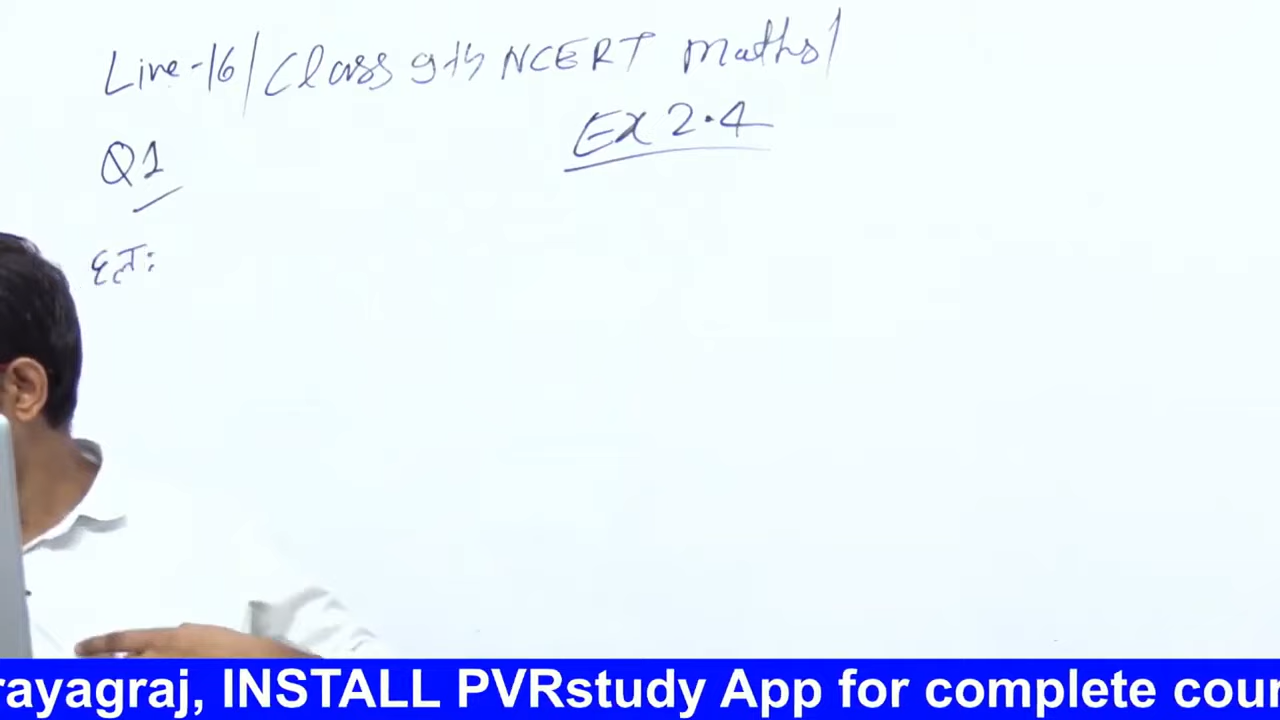 Live-16/Class 9th NCERT Maths/
Ex 2.4
Q1
हल:
rayagraj, INSTALL PVRstudy App for complete cour